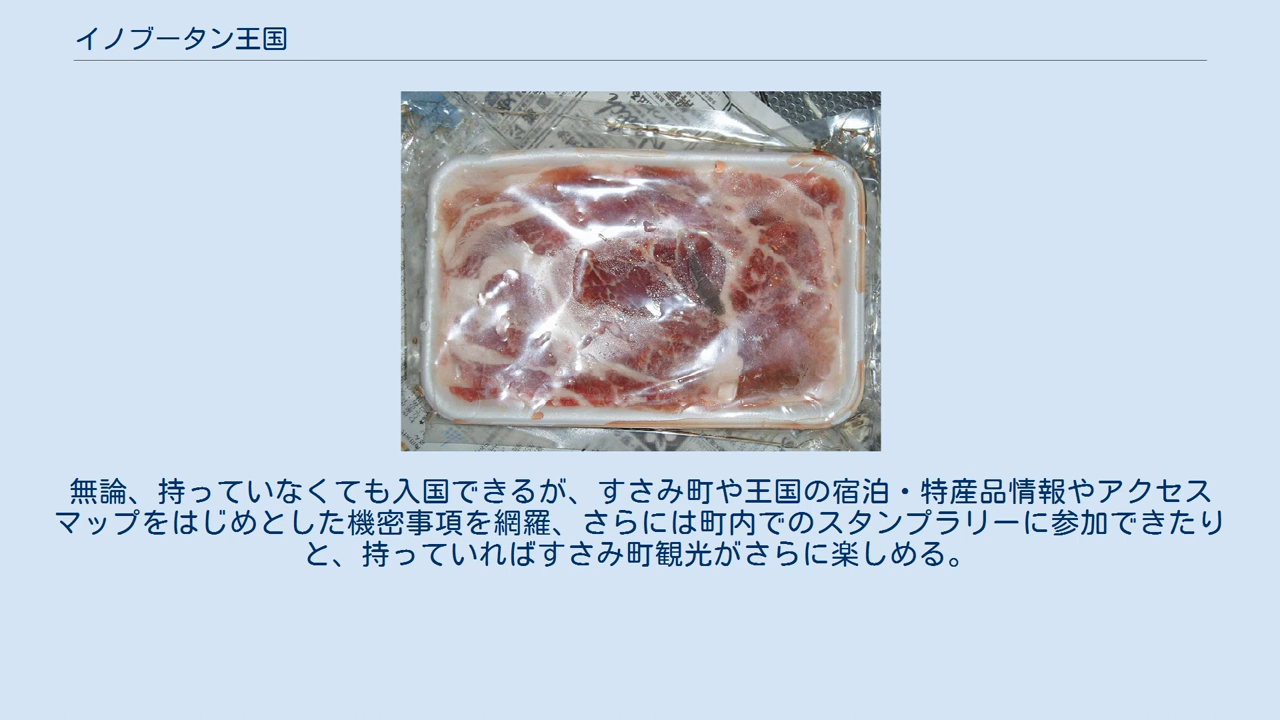 イノブータン王国
無論、持っていなくても入国できるが、すさみ町や王国の宿泊・特産品情報やアクセス
マップをはじめとした機密事項を網羅、さらには町内でのスタンプラリーに参加できたり
と、持っていればすさみ町観光がさらに楽しめる。